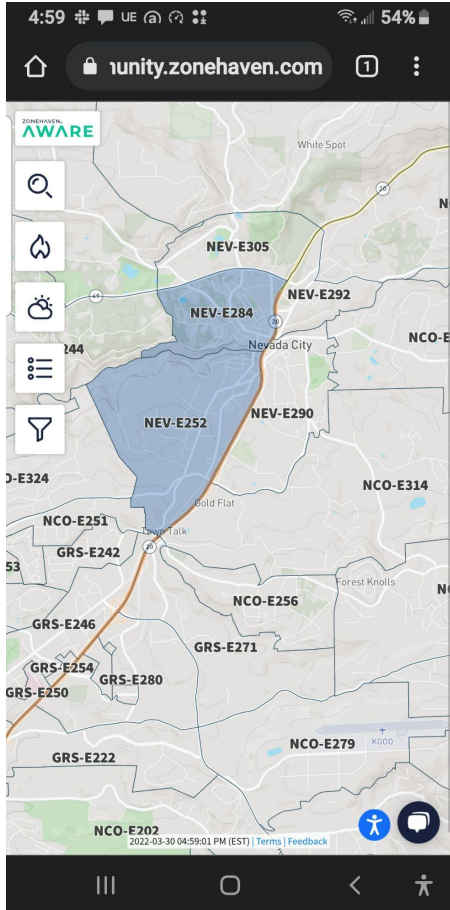 4:59 UE a 54%
nunity.zonehaven.com 1
ZONEHAVEN
AWARE
White Spot
20
N
NEV-E305
49
NEV-E284
NEV-E292
20
Nevada City
244
NCO-E
NEV-E252
NEV-E290
O-E324
NCO-E314
Gold Flat
NCO-E251
Town Talk
GRS-E242
20
53
Forest Knolls
N
NCO-E256
GRS-E246
GRS-E271
GRS-E254
GRS-E280
GRS-E250
NCO-E279
KGOO
GRS-E222
NCO-E202
2022-03-30 04:59:01 PM (EST) | Terms | Feedback